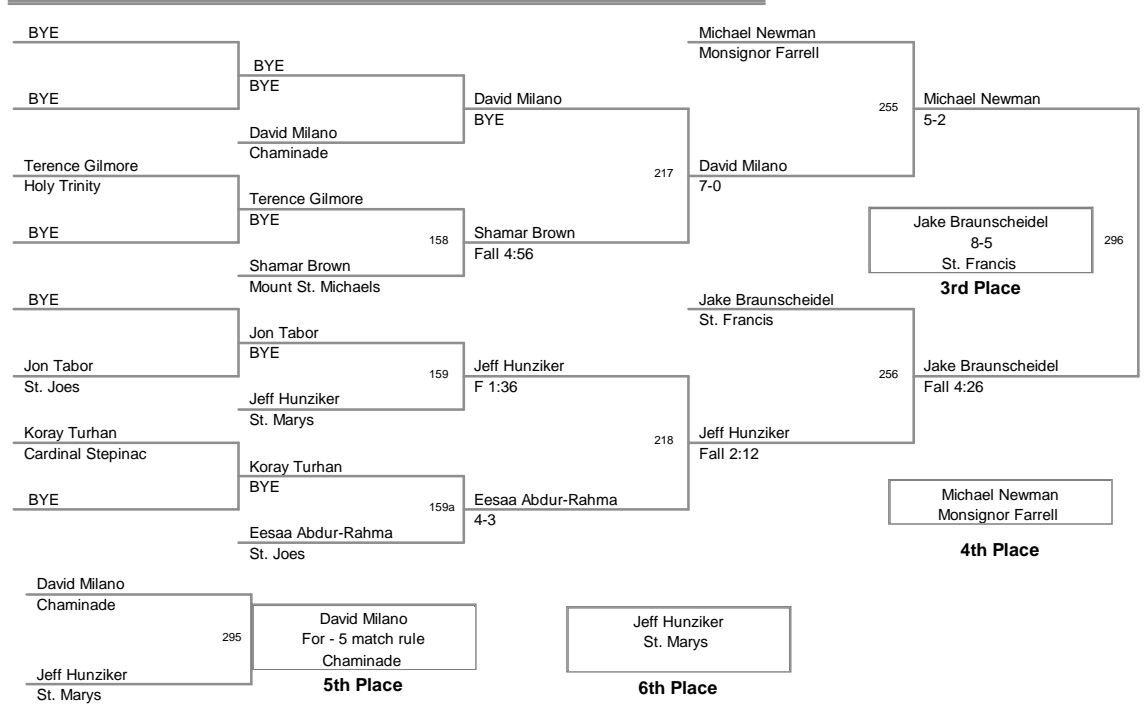 BYE
BYE
BYE
BYE
David Milano
Chaminade
David Milano
BYE
Terence Gilmore
Holy Trinity
BYE
Terence Gilmore
BYE
158
Shamar Brown
Mount St. Michaels
Shamar Brown
Fall 4:56
217
David Milano
7-0
Michael Newman
Monsignor Farrell
255
Michael Newman
5-2
BYE
Jon Tabor
St. Joes
Jon Tabor
BYE
159
Jeff Hunziker
St. Marys
Jeff Hunziker
F 1:36
Koray Turhan
Cardinal Stepinac
BYE
Koray Turhan
BYE
159a
Eesaa Abdur-Rahma
St. Joes
Eesaa Abdur-Rahma
4-3
218
Jeff Hunziker
Fall 2:12
Jake Braunscheidel
St. Francis
256
Jake Braunscheidel
Fall 4:26
Jake Braunscheidel
8-5
St. Francis
3rd Place
296
Michael Newman
Monsignor Farrell
4th Place
David Milano
Chaminade
295
Jeff Hunziker
St. Marys
David Milano
For - 5 match rule
Chaminade
5th Place
Jeff Hunziker
St. Marys
6th Place